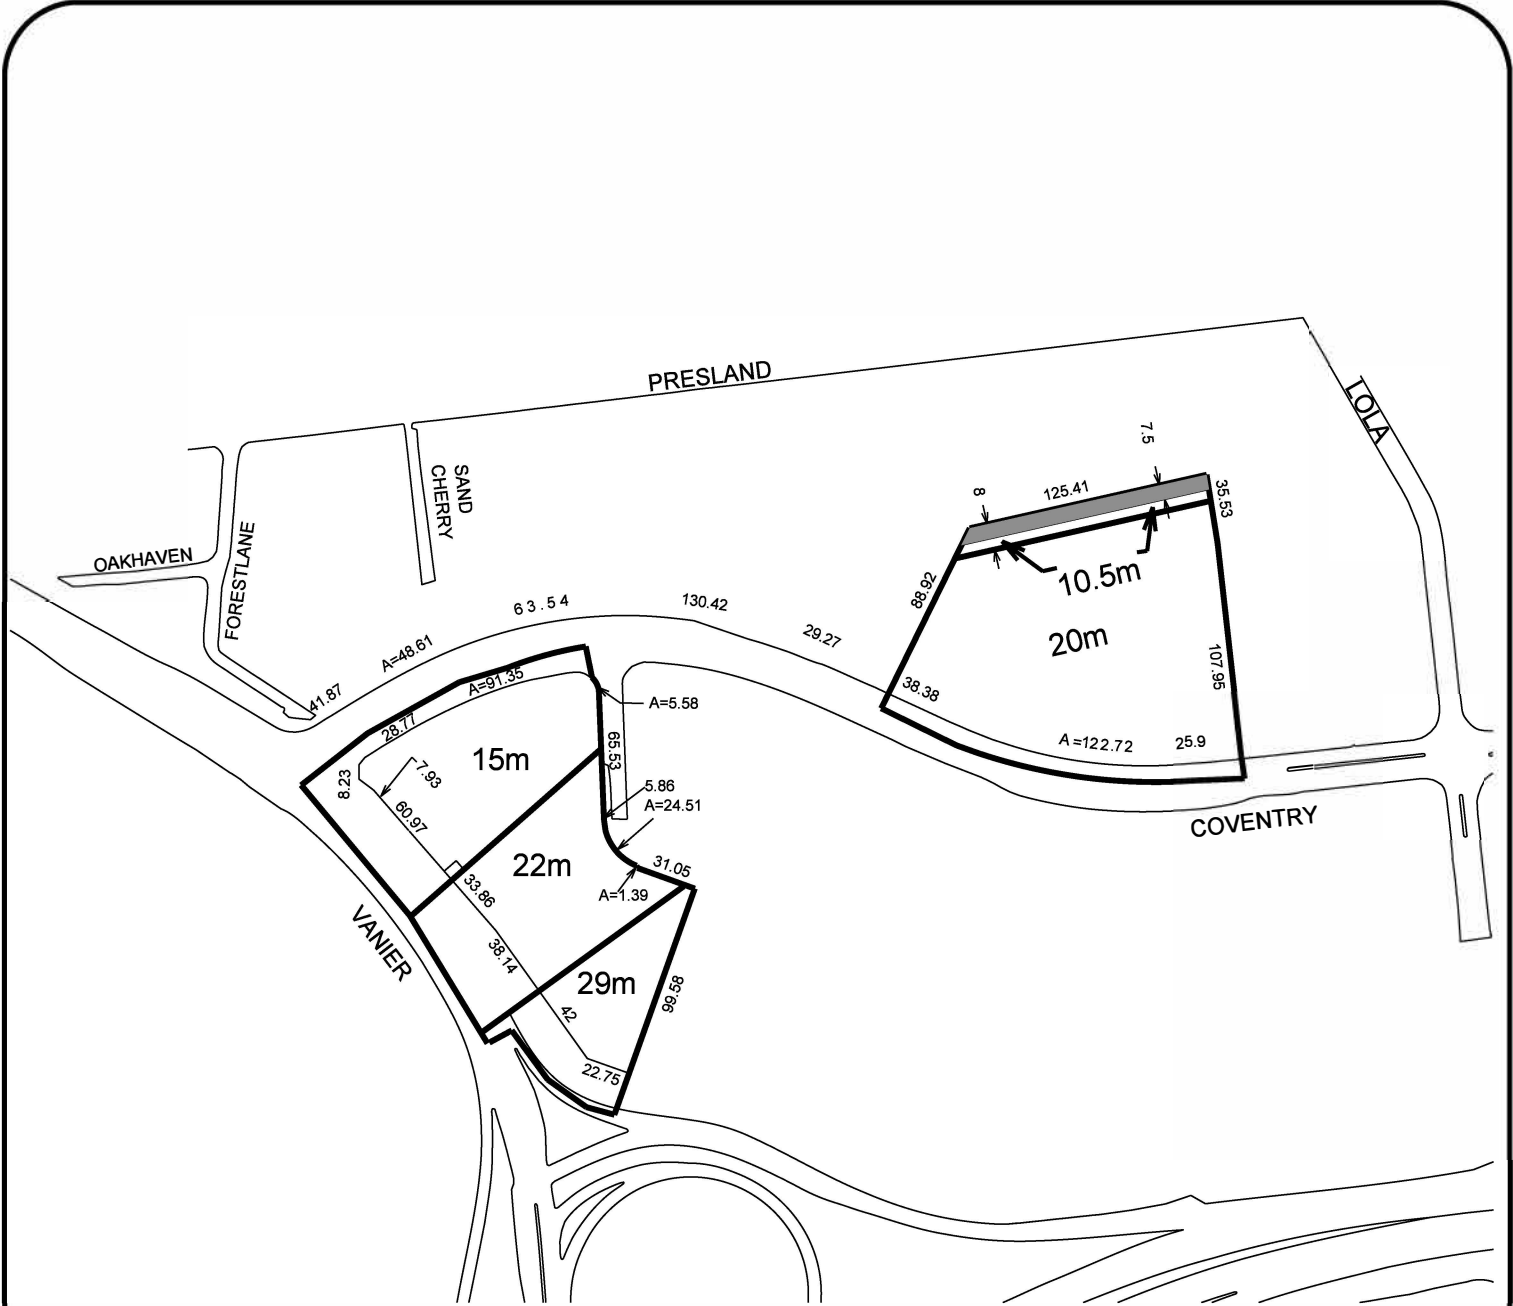 PRESLAND
LOLA
7.5
SAND
CHERRY
8
125.41
35.53
OAKHAVEN
FORESTLANE
10.5m
88.92
63.54
130.42
29.27
20m
A=48.61
107.95
A=91.35
38.38
41.87
A=5.58
28.77
A=122.72
25.9
65.53
15m
7.93
8.23
5.86
A=24.51
60.97
COVENTRY
22m
31.05
33.86
A=1.39
VANIER
38.14
29m
99.58
42
22.75